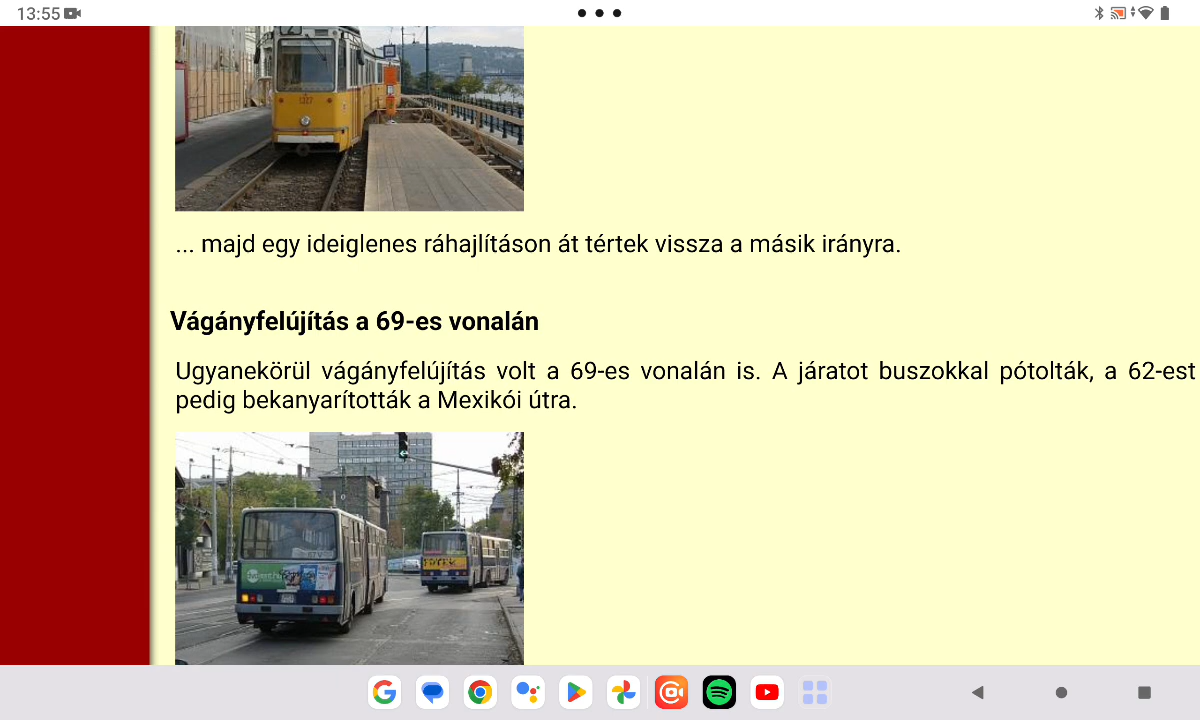 13:55
1327
... majd egy ideiglenes ráhajlításon át tértek vissza a másik irányra.
Vágányfelújítás a 69-es vonalán
Ugyanekörül vágányfelújítás volt a 69-es vonalán is. A járatot buszokkal pótolták, a 62-est
pedig bekanyarították a Mexikói útra.